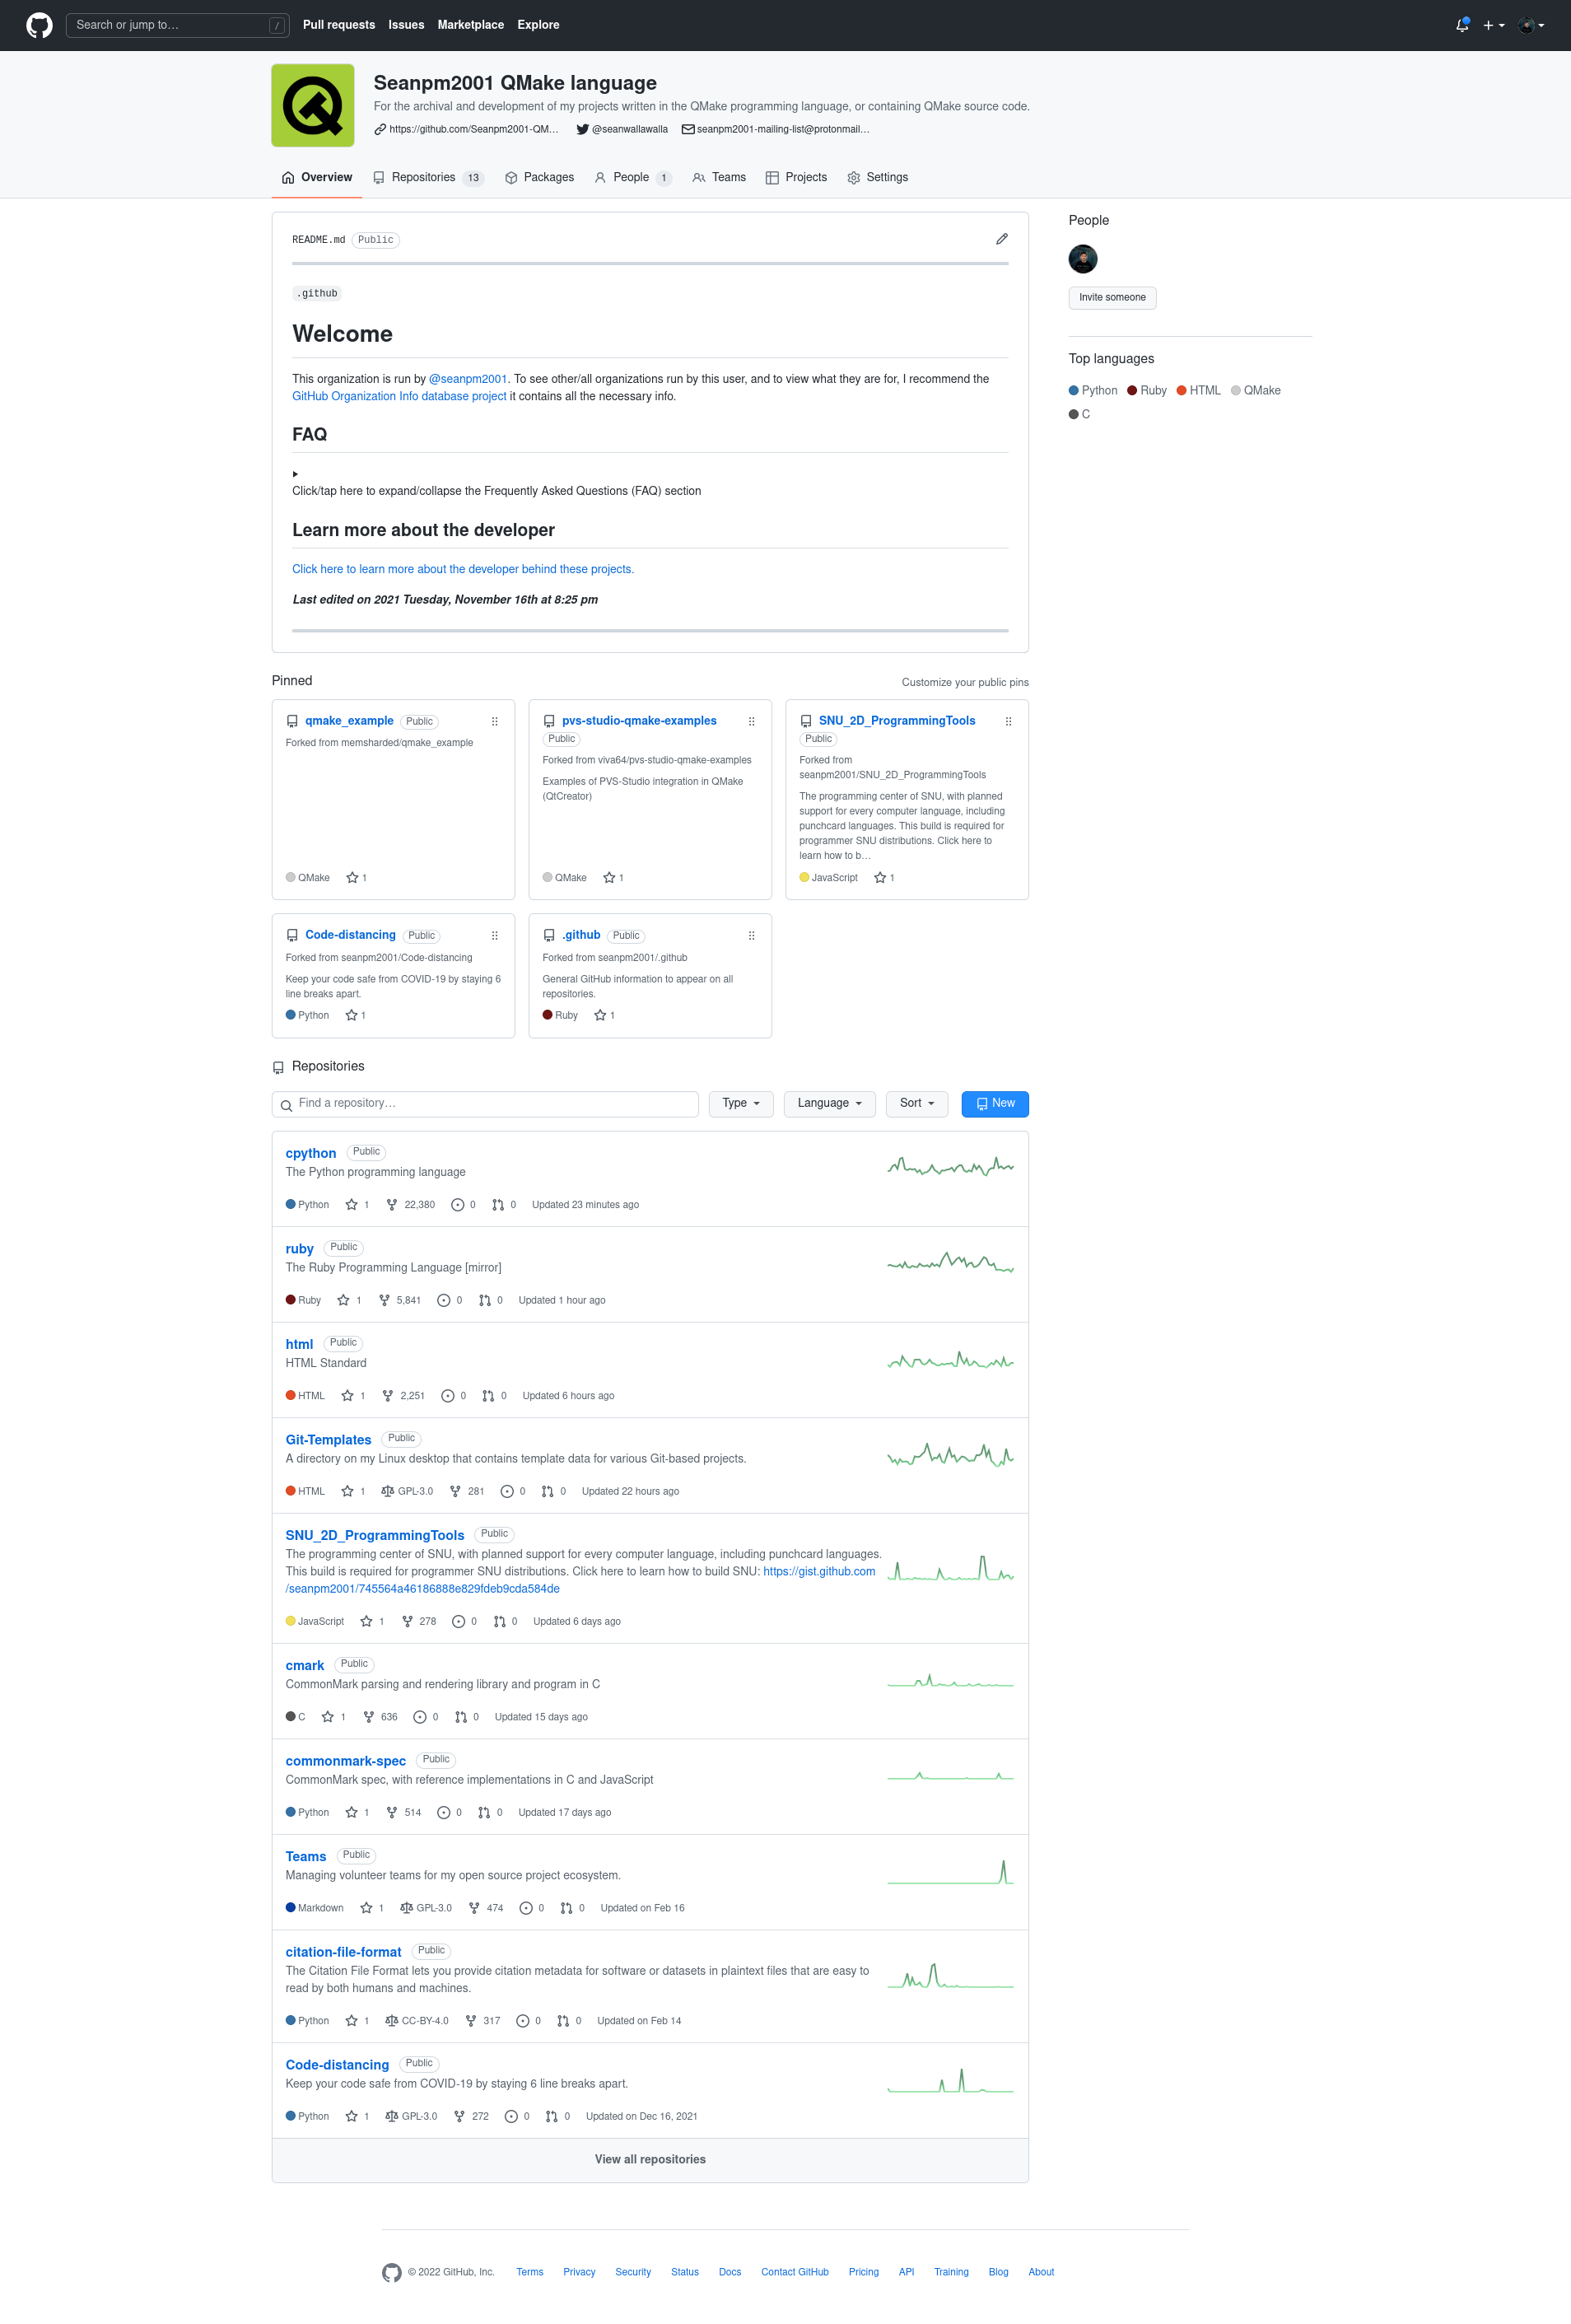 Search or jump to…
/
Pull requests
Issues
Marketplace
Explore
Seanpm2001 QMake language
For the archival and development of my projects written in the QMake programming language, or containing QMake source code.
https://github.com/Seanpm2001-QM…
@seanwallawalla
seanpm2001-mailing-list@protonmail…
Overview
Repositories 13
Packages
People 1
Teams
Projects
Settings
README.md Public
.github
Welcome
This organization is run by @seanpm2001. To see other/all organizations run by this user, and to view what they are for, I recommend the
GitHub Organization Info database project it contains all the necessary info.
FAQ
Click/tap here to expand/collapse the Frequently Asked Questions (FAQ) section
Learn more about the developer
Click here to learn more about the developer behind these projects.
Last edited on 2021 Tuesday, November 16th at 8:25 pm
People
Invite someone
Top languages
Python Ruby HTML QMake
C
Pinned
Customize your public pins
qmake_example Public
Forked from memsharded/qmake_example
QMake 1
pvs-studio-qmake-examples
Public
Forked from viva64/pvs-studio-qmake-examples
Examples of PVS-Studio integration in QMake
(QtCreator)
QMake 1
SNU_2D_ProgrammingTools
Public
Forked from
seanpm2001/SNU_2D_ProgrammingTools
The programming center of SNU, with planned
support for every computer language, including
punchcard languages. This build is required for
programmer SNU distributions. Click here to
learn how to b…
JavaScript 1
Code-distancing Public
Forked from seanpm2001/Code-distancing
Keep your code safe from COVID-19 by staying 6
line breaks apart.
Python 1
.github Public
Forked from seanpm2001/.github
General GitHub information to appear on all
repositories.
Ruby 1
Repositories
Find a repository…
Type
Language
Sort
New
cpython Public
The Python programming language
Python 1 22,380 0 0 Updated 23 minutes ago
ruby Public
The Ruby Programming Language [mirror]
Ruby 1 5,841 0 0 Updated 1 hour ago
html Public
HTML Standard
HTML 1 2,251 0 0 Updated 6 hours ago
Git-Templates Public
A directory on my Linux desktop that contains template data for various Git-based projects.
HTML 1 GPL-3.0 281 0 0 Updated 22 hours ago
SNU_2D_ProgrammingTools Public
The programming center of SNU, with planned support for every computer language, including punchcard languages.
This build is required for programmer SNU distributions. Click here to learn how to build SNU: https://gist.github.com
/seanpm2001/745564a46186888e829fdeb9cda584de
JavaScript 1 278 0 0 Updated 6 days ago
cmark Public
CommonMark parsing and rendering library and program in C
C 1 636 0 0 Updated 15 days ago
commonmark-spec Public
CommonMark spec, with reference implementations in C and JavaScript
Python 1 514 0 0 Updated 17 days ago
Teams Public
Managing volunteer teams for my open source project ecosystem.
Markdown 1 GPL-3.0 474 0 0 Updated on Feb 16
citation-file-format Public
The Citation File Format lets you provide citation metadata for software or datasets in plaintext files that are easy to
read by both humans and machines.
Python 1 CC-BY-4.0 317 0 0 Updated on Feb 14
Code-distancing Public
Keep your code safe from COVID-19 by staying 6 line breaks apart.
Python 1 GPL-3.0 272 0 0 Updated on Dec 16, 2021
View all repositories
© 2022 GitHub, Inc. Terms Privacy Security Status Docs Contact GitHub Pricing API Training Blog About